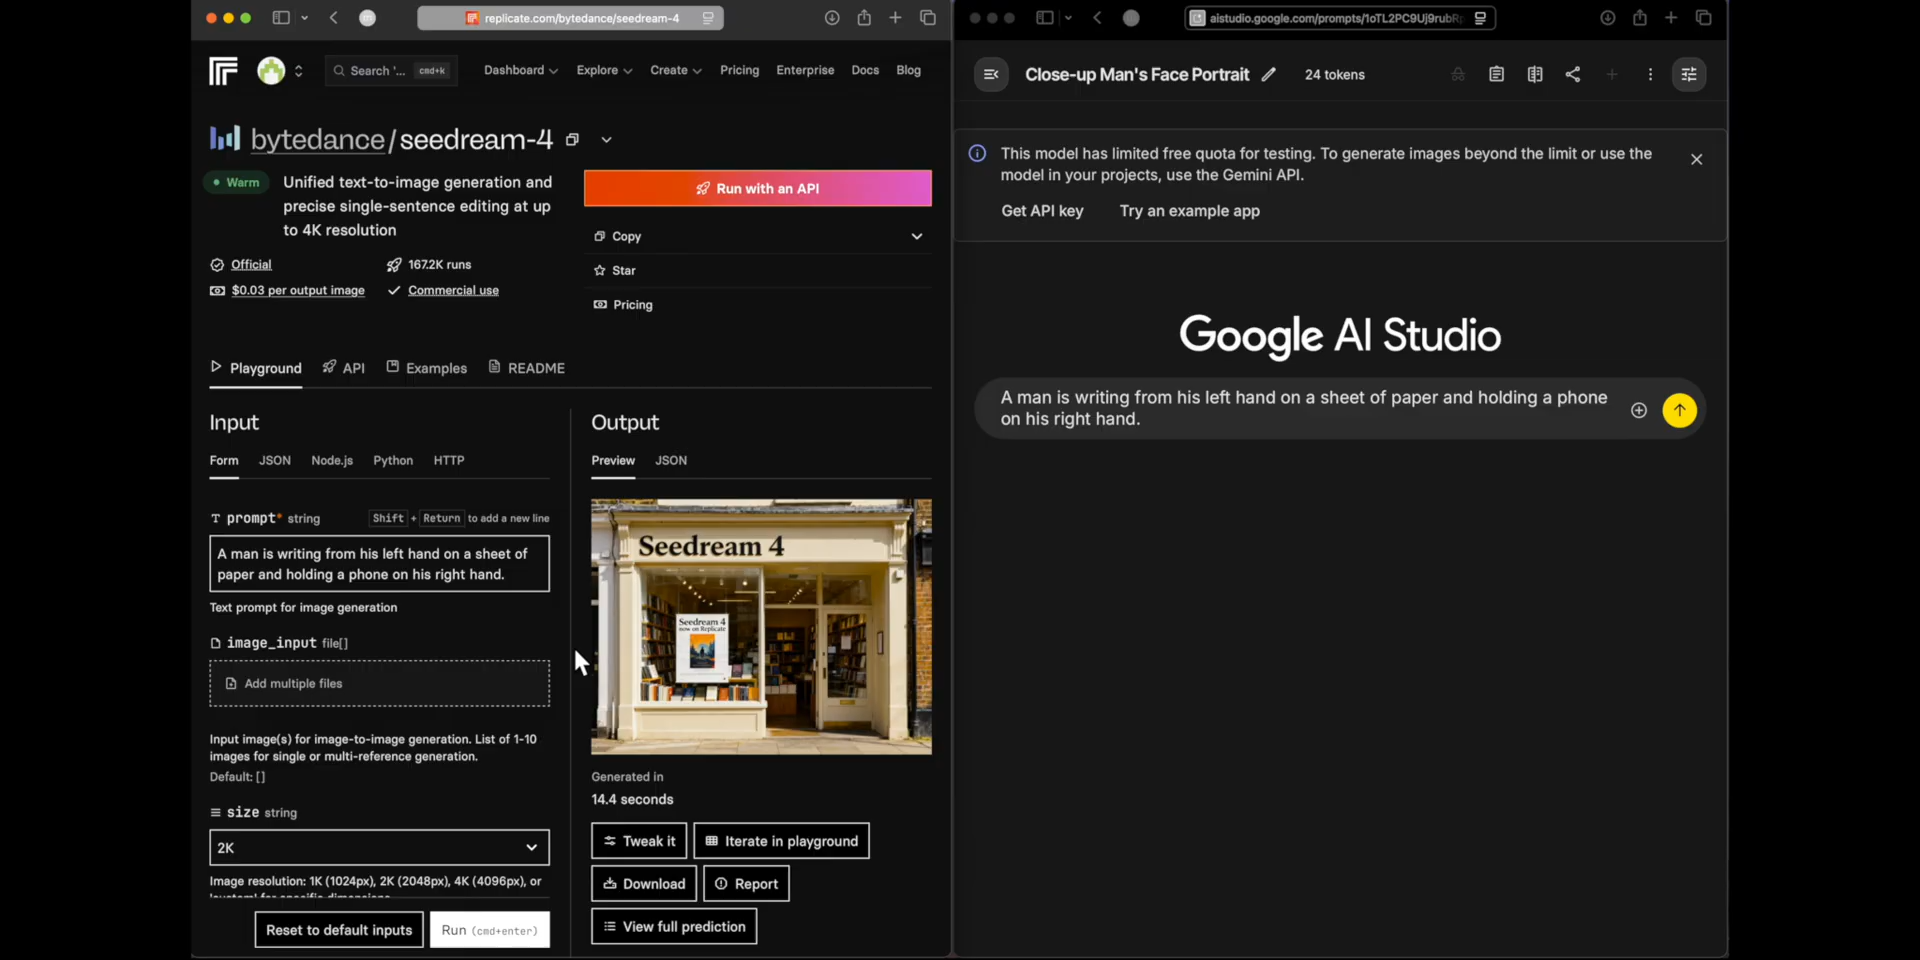 replicate.com/bytedance/seedream-4
Search '... cmd+k
Dashboard
Explore
Create
Pricing
Enterprise
Docs
Blog
bytedance/seedream-4
Warm
Unified text-to-image generation and
precise single-sentence editing at up
to 4K resolution
Official
167.2K runs
$0.03 per output image
Commercial use
Run with an API
Copy
Star
Pricing
Playground
API
Examples
README
Input
Form
JSON
Node.js
Python
HTTP
prompt* string
Shift + Return to add a new line
A man is writing from his left hand on a sheet of
paper and holding a phone on his right hand.
Text prompt for image generation
image_input file[]
Add multiple files
Input image(s) for image-to-image generation. List of 1-10
images for single or multi-reference generation.
Default: []
size string
2K
Image resolution: 1K (1024px), 2K (2048px), 4K (4096px), or
Reset to default inputs
Run (cmd+enter)
Output
Preview
JSON
Seedream 4
Seedream 4
now on Replicate
Generated in
14.4 seconds
Tweak it
Iterate in playground
Download
Report
View full prediction
aistudio.google.com/prompts/1oTL2PC9Uj9rubR
Close-up Man's Face Portrait
24 tokens
This model has limited free quota for testing. To generate images beyond the limit or use the
model in your projects, use the Gemini API.
Get API key
Try an example app
Google AI Studio
A man is writing from his left hand on a sheet of paper and holding a phone
on his right hand.